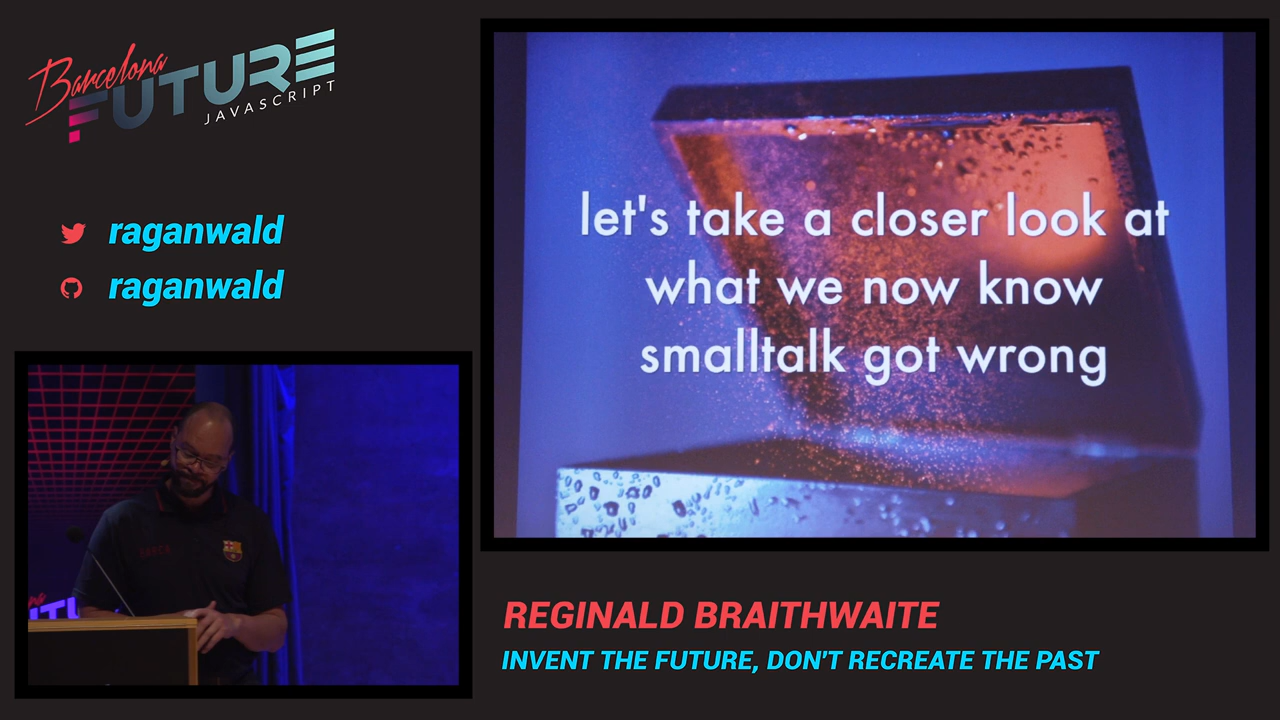 Barcelona
FUTURE
JAVASCRIPT
raganwald
raganwald
let's take a closer look at
what we now know
smalltalk got wrong
BARÇA
REGINALD BRAITHWAITE
INVENT THE FUTURE, DON'T RECREATE THE PAST